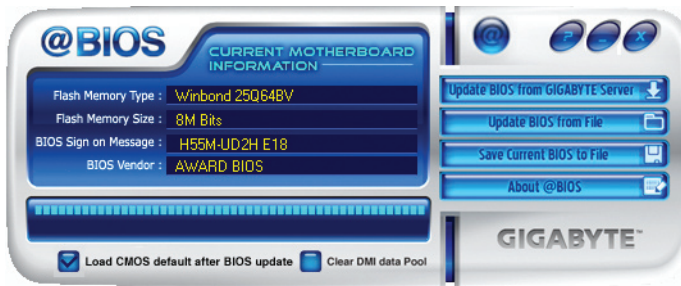 @BIOS
CURRENT MOTHERBOARD
INFORMATION
Flash Memory Type : Winbond 25Q64BV
Flash Memory Size : 8M Bits
BIOS Sign on Message : H55M-UD2H E18
BIOS Vendor : AWARD BIOS
Load CMOS default after BIOS update
Clear DMI data Pool
@ ? – X
Update BIOS from GIGABYTE Server
Update BIOS from File
Save Current BIOS to File
About @BIOS
GIGABYTE™